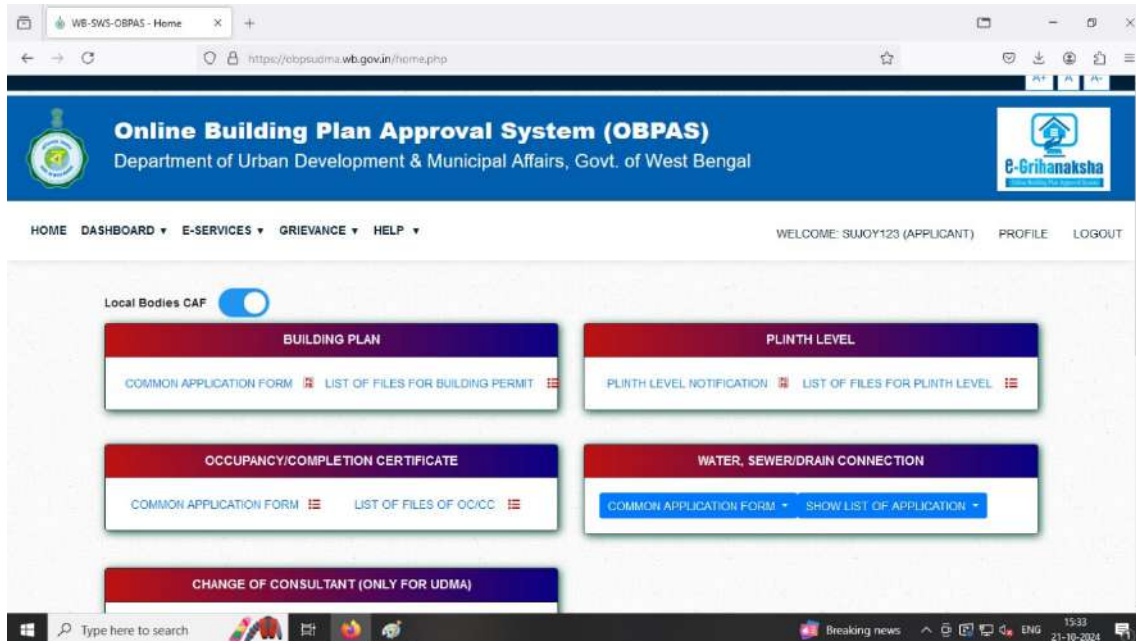 WB-SWS-OBPAS - Home
https://obpsudma.wb.gov.in/home.php
A+ A A-
Online Building Plan Approval System (OBPAS)
Department of Urban Development & Municipal Affairs, Govt. of West Bengal
e-Grihanaksha
Online Building Plan Approval System
HOME DASHBOARD E-SERVICES GRIEVANCE HELP WELCOME: SUJOY123 (APPLICANT) PROFILE LOGOUT
Local Bodies CAF
BUILDING PLAN
COMMON APPLICATION FORM LIST OF FILES FOR BUILDING PERMIT
PLINTH LEVEL
PLINTH LEVEL NOTIFICATION LIST OF FILES FOR PLINTH LEVEL
OCCUPANCY/COMPLETION CERTIFICATE
COMMON APPLICATION FORM LIST OF FILES OF OC/CC
WATER, SEWER/DRAIN CONNECTION
COMMON APPLICATION FORM SHOW LIST OF APPLICATION
CHANGE OF CONSULTANT (ONLY FOR UDMA)
Type here to search
Breaking news
ENG
15:33
21-10-2024